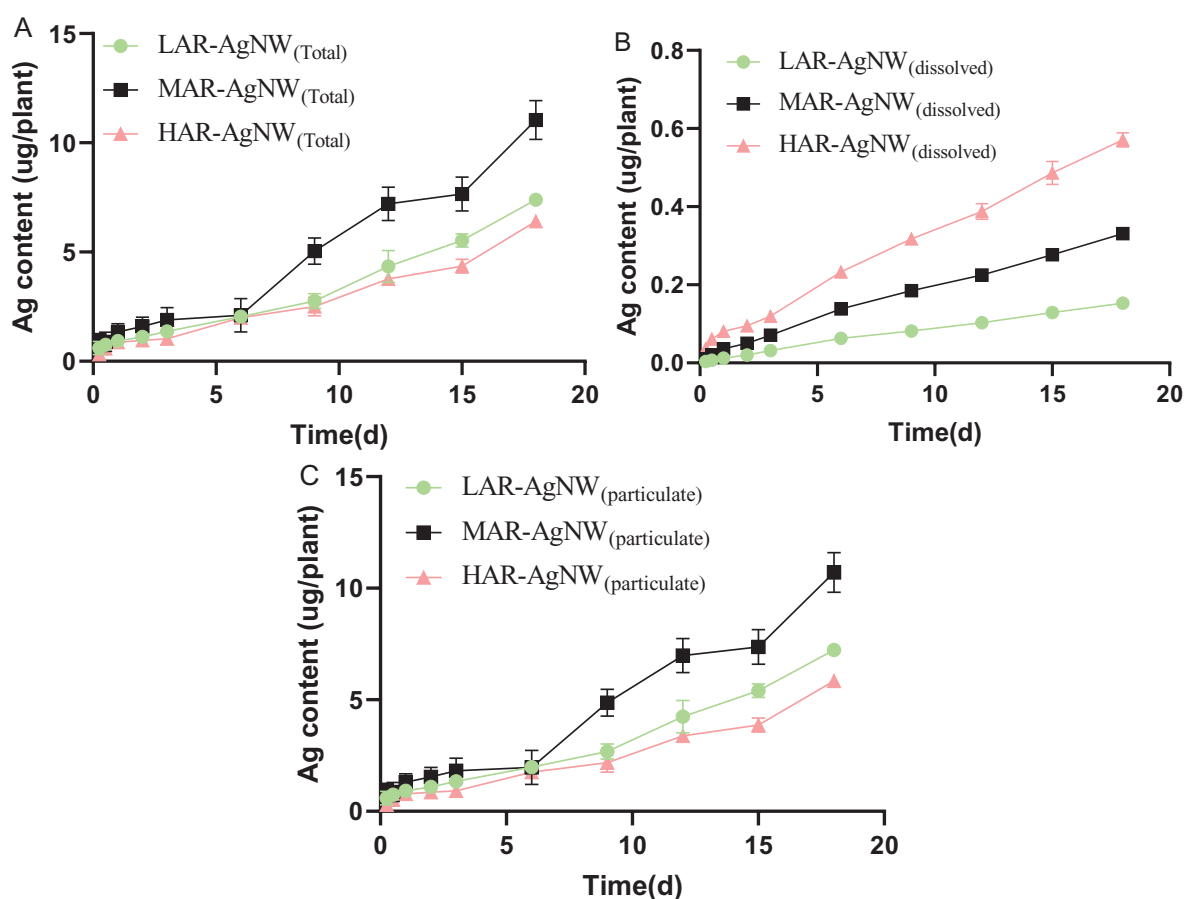 A
LAR-AgNW(Total)
MAR-AgNW(Total)
HAR-AgNW(Total)
Ag content (ug/plant)
15
10
5
0
0 5 10 15 20
Time(d)
B
LAR-AgNW(dissolved)
MAR-AgNW(dissolved)
HAR-AgNW(dissolved)
Ag content (ug/plant)
0.8
0.6
0.4
0.2
0.0
0 5 10 15 20
Time(d)
C
LAR-AgNW(particulate)
MAR-AgNW(particulate)
HAR-AgNW(particulate)
Ag content (ug/plant)
15
10
5
0
0 5 10 15 20
Time(d)